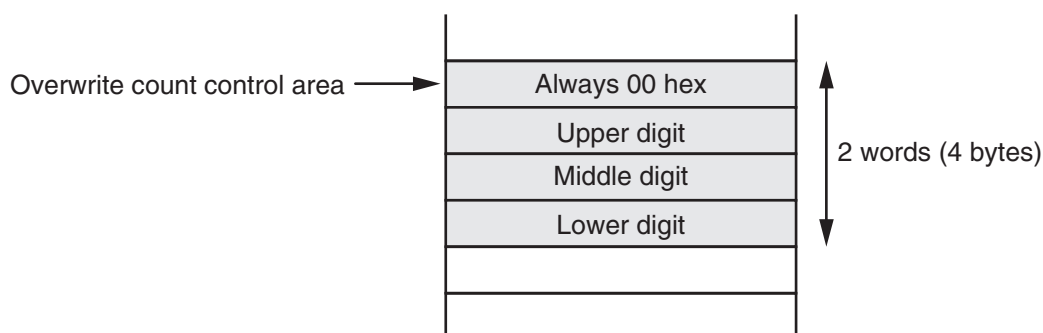 Overwrite count control area
Always 00 hex
Upper digit
Middle digit
Lower digit
2 words (4 bytes)